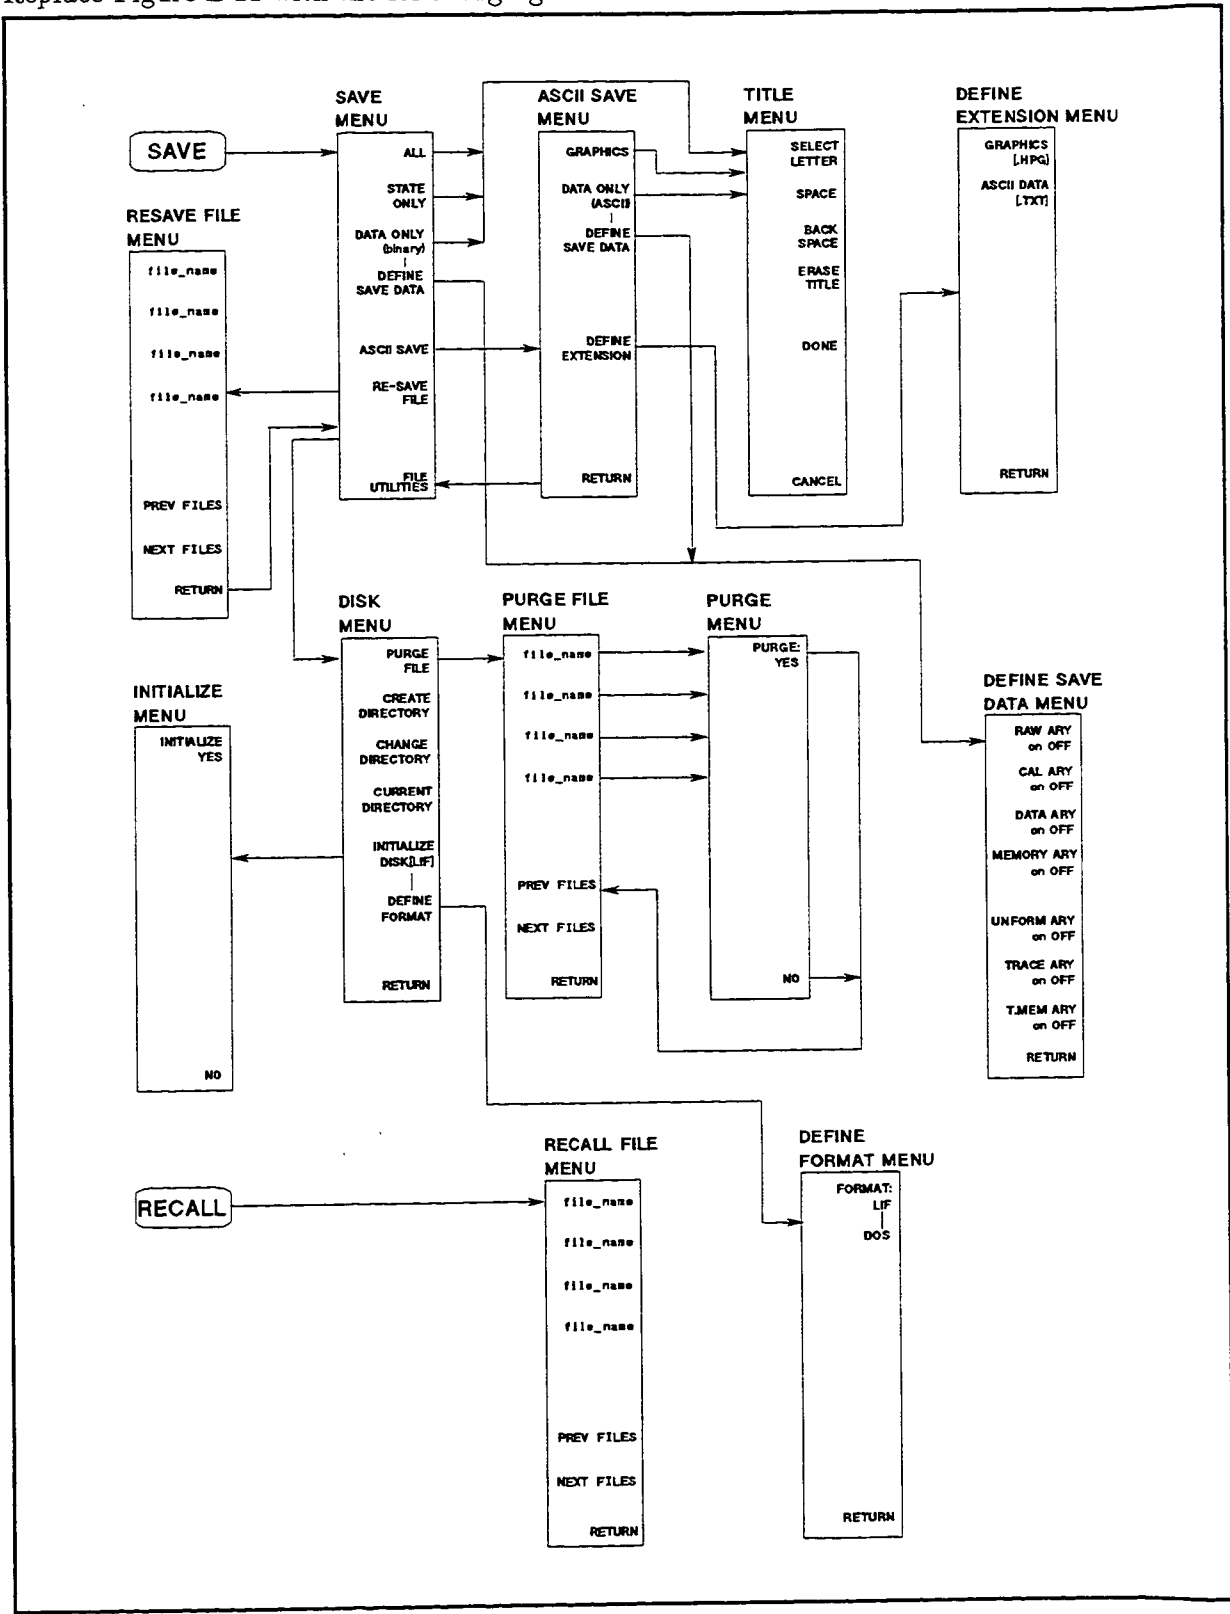 SAVE
SAVE
MENU
ALL
STATE
ONLY
DATA ONLY
(binary)
DEFINE
SAVE DATA
ASCII SAVE
RE-SAVE
FILE
FILE
UTILITIES
ASCII SAVE
MENU
GRAPHICS
DATA ONLY
(ASCII)
DEFINE
SAVE DATA
DEFINE
EXTENSION
RETURN
TITLE
MENU
SELECT
LETTER
SPACE
BACK
SPACE
ERASE
TITLE
DONE
CANCEL
DEFINE
EXTENSION MENU
GRAPHICS
[.HPG]
ASCII DATA
[.TXT]
RETURN
RESAVE FILE
MENU
file_name
file_name
file_name
file_name
PREV FILES
NEXT FILES
RETURN
DISK
MENU
PURGE
FILE
CREATE
DIRECTORY
CHANGE
DIRECTORY
CURRENT
DIRECTORY
INITIALIZE
DISK[LIF]
DEFINE
FORMAT
RETURN
PURGE FILE
MENU
file_name
file_name
file_name
file_name
PREV FILES
NEXT FILES
RETURN
PURGE
MENU
PURGE:
YES
NO
INITIALIZE
MENU
INITIALIZE
YES
NO
DEFINE SAVE
DATA MENU
RAW ARY
on OFF
CAL ARY
on OFF
DATA ARY
on OFF
MEMORY ARY
on OFF
UNFORM ARY
on OFF
TRACE ARY
on OFF
T.MEM ARY
on OFF
RETURN
RECALL
RECALL FILE
MENU
file_name
file_name
file_name
file_name
PREV FILES
NEXT FILES
RETURN
DEFINE
FORMAT MENU
FORMAT:
LIF
DOS
RETURN